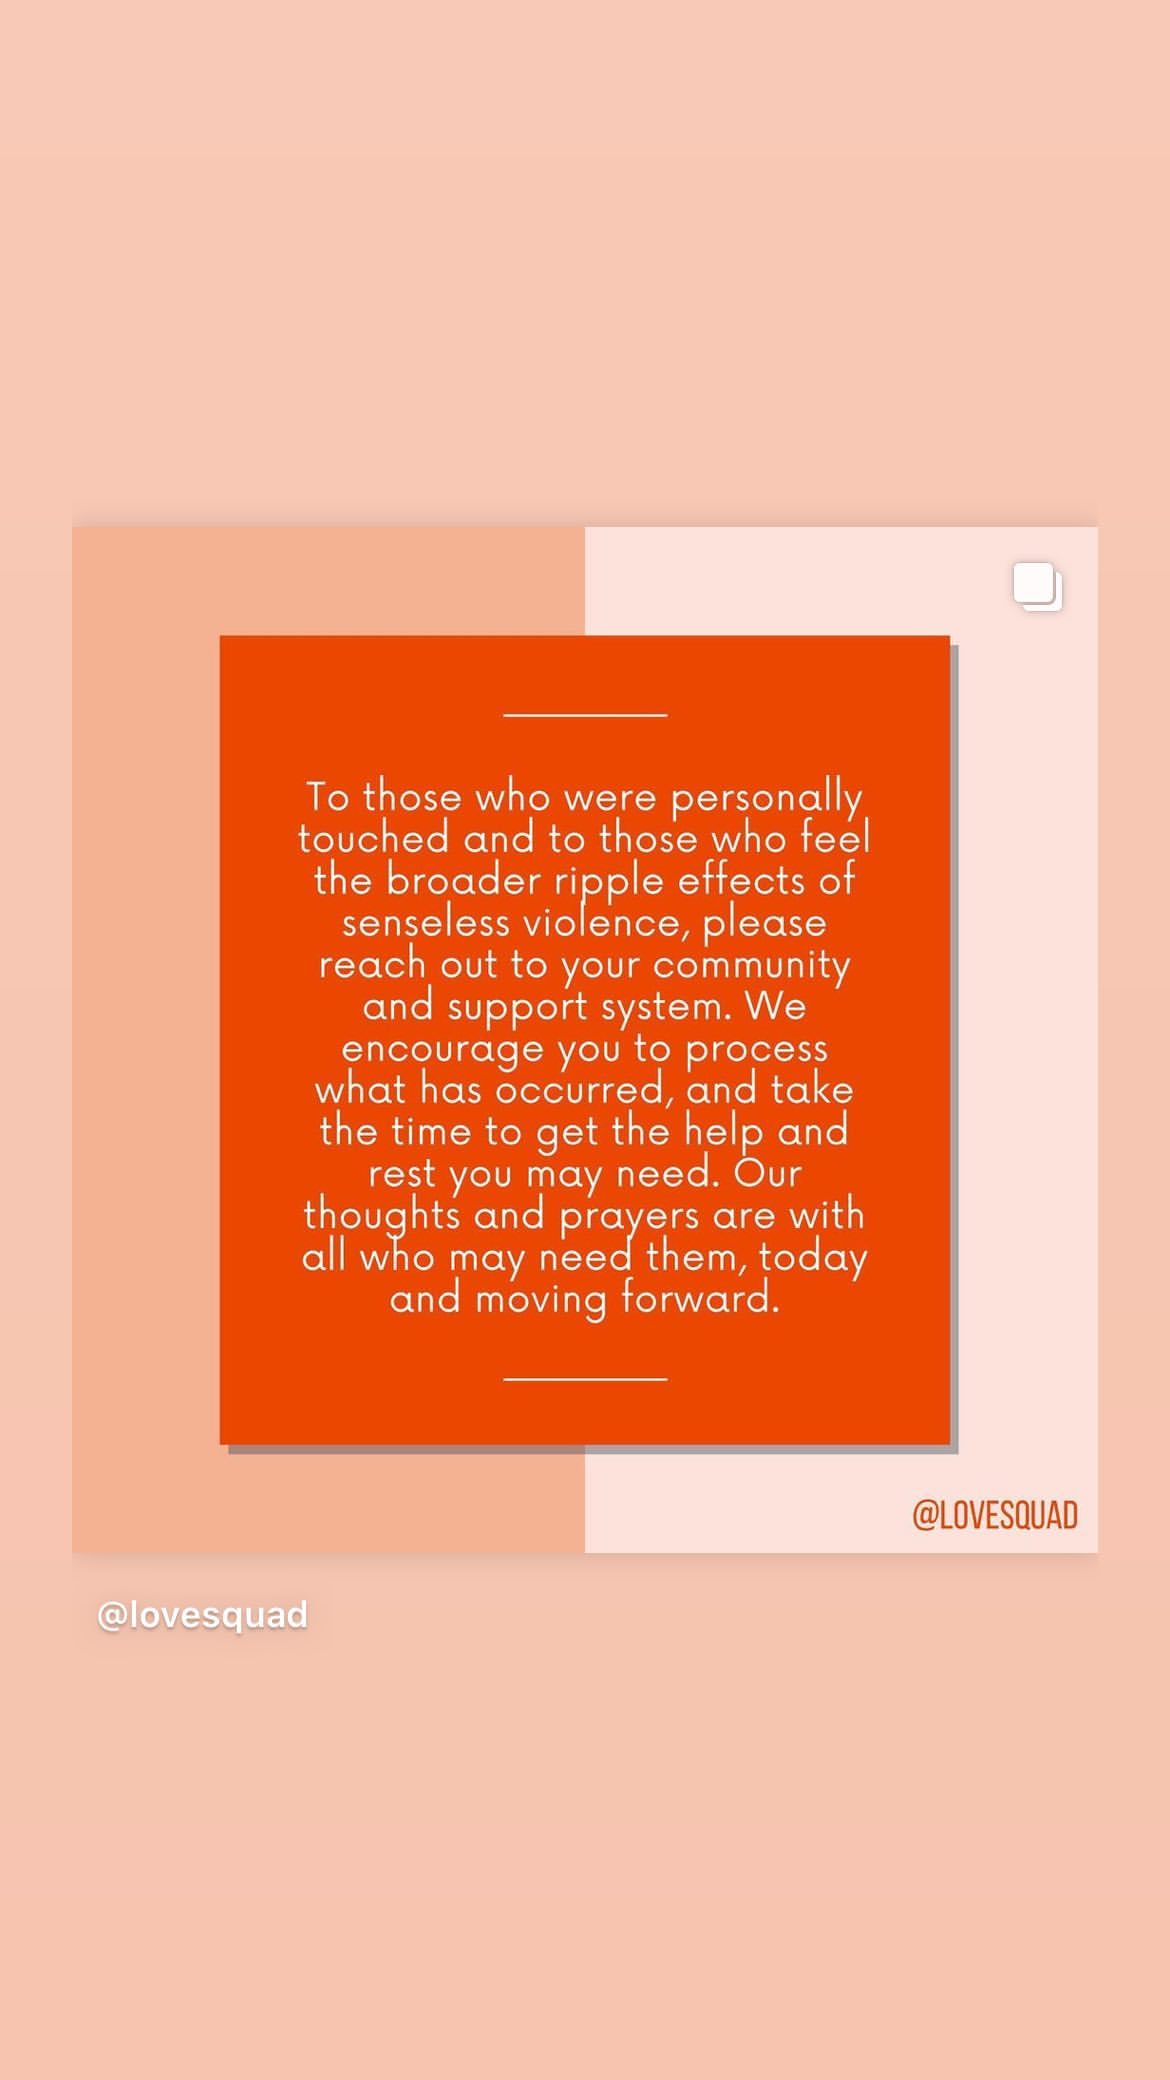 To those who were personally
touched and to those who feel
the broader ripple effects of
senseless violence, please
reach out to your community
and support system. We
encourage you to process
what has occurred, and take
the time to get the help and
rest you may need. Our
thoughts and prayers are with
all who may need them, today
and moving forward.
@LOVESQUAD
@lovesquad